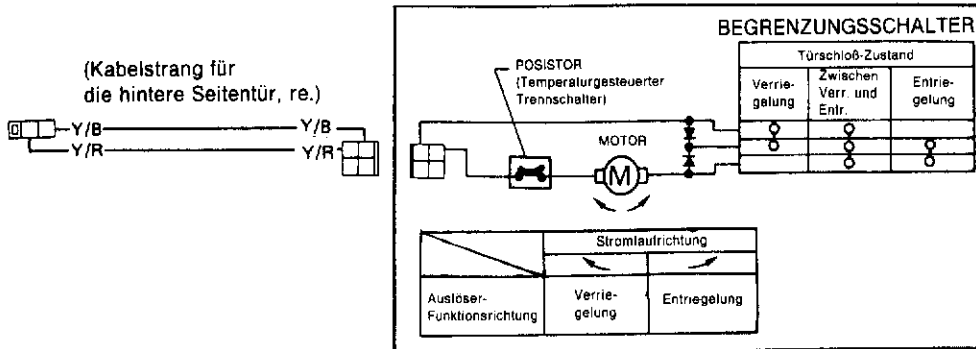 BEGRENZUNGSSCHALTER
(Kabelstrang für
die hintere Seitentür, re.)
Y/B
Y/B
Y/R
Y/R
POSISTOR
(Temperaturgesteuerter
Trennschalter)
MOTOR
M
Türschloß-Zustand
Verrie-
gelung
Zwischen
Verr. und
Entr.
Entrie-
gelung
Stromlaufrichtung
Auslöser-
Funktionsrichtung
Verrie-
gelung
Entriegelung